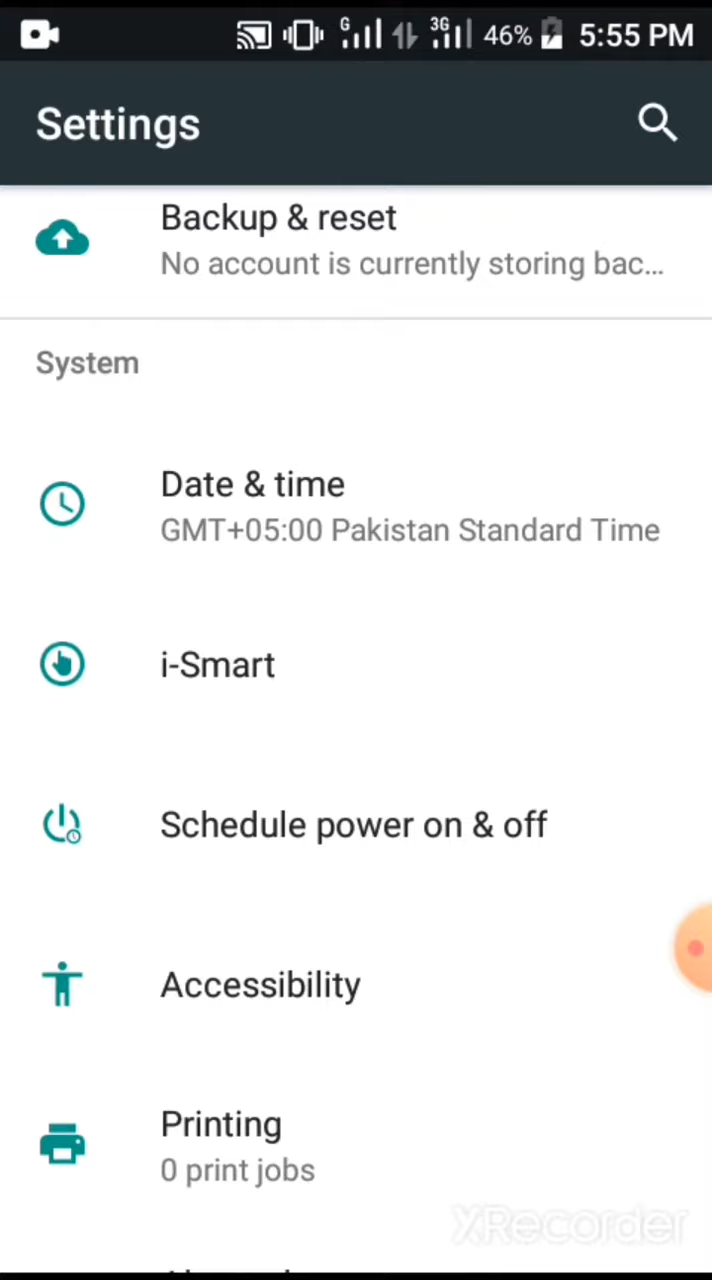 G 3G 46% 5:55 PM
Settings
Backup & reset
No account is currently storing bac...
System
Date & time
GMT+05:00 Pakistan Standard Time
i-Smart
Schedule power on & off
Accessibility
Printing
0 print jobs
XRecorder